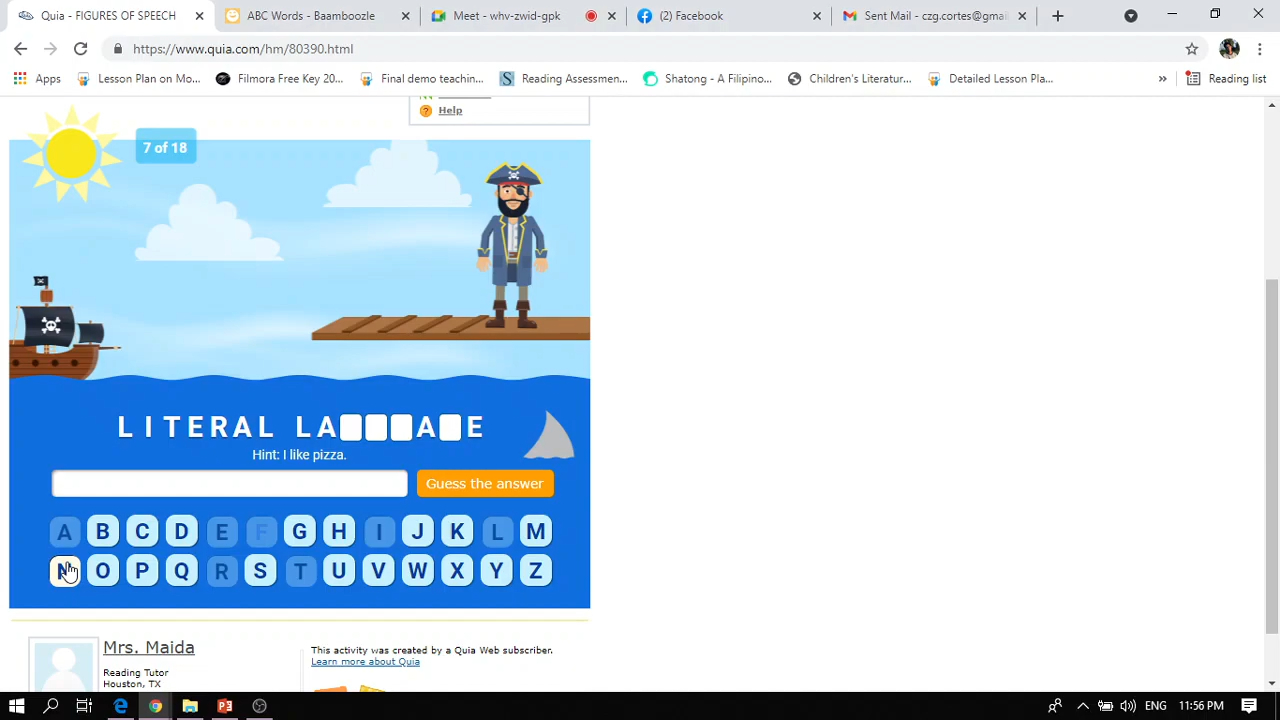 Quia - FIGURES OF SPEECH
ABC Words - Baamboozle
Meet - whv-zwid-gpk
(2) Facebook
Sent Mail - czg.cortes@gmai
https://www.quia.com/hm/80390.html
Apps
Lesson Plan on Mo...
Filmora Free Key 20...
Final demo teachin...
Reading Assessmen...
Shatong - A Filipino...
Children's Literatur...
Detailed Lesson Pla...
»
Reading list
Help
7 of 18
LITERAL LA   A E
Hint: I like pizza.
Guess the answer
A B C D E F G H I J K L M
N O P Q R S T U V W X Y Z
Mrs. Maida
Reading Tutor
Houston, TX
This activity was created by a Quia Web subscriber.
Learn more about Quia
ENG
11:56 PM